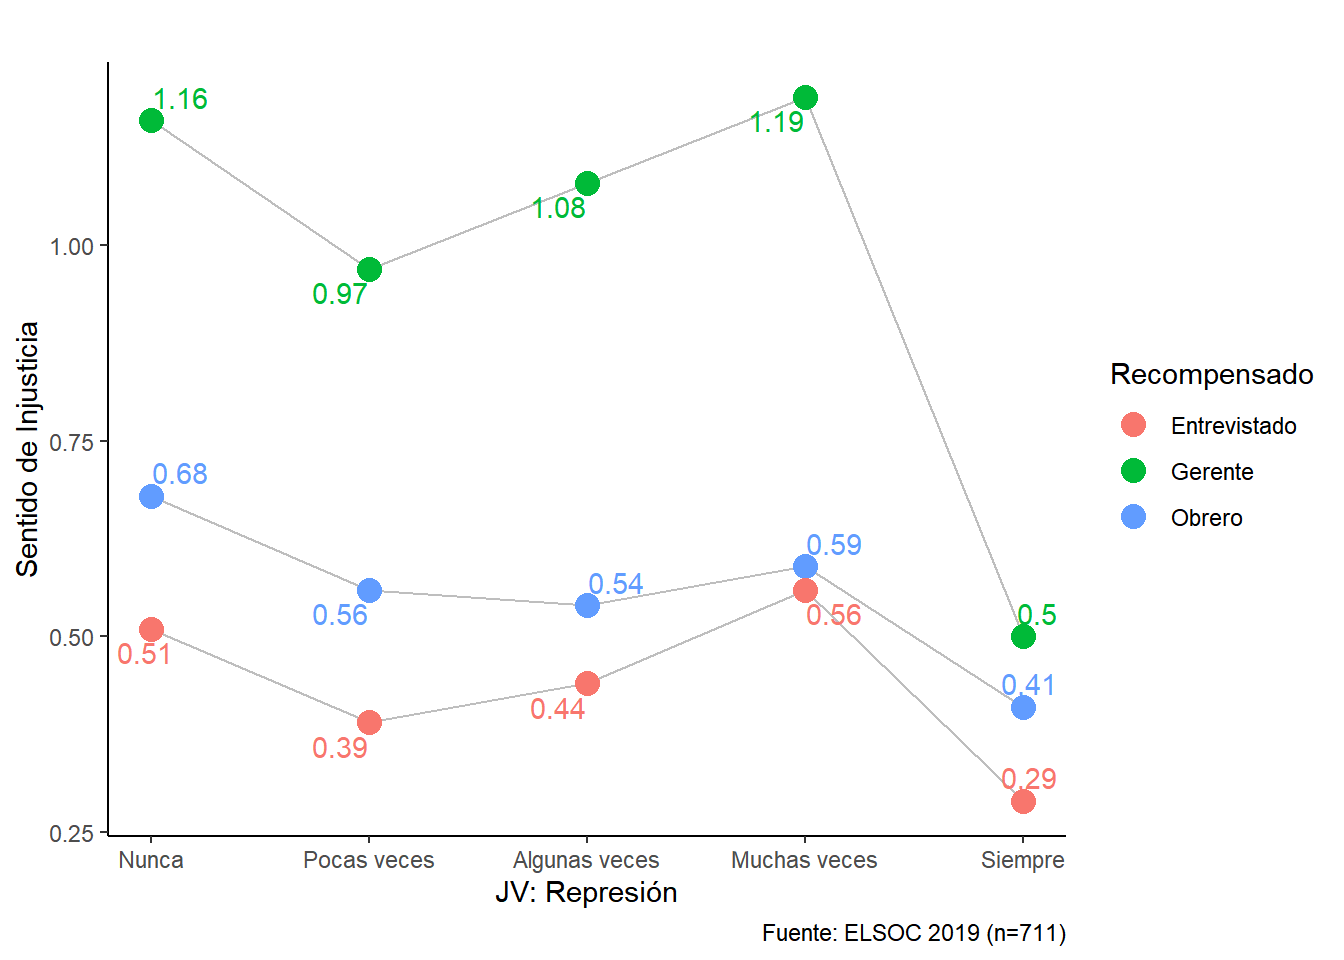 1.16
1.19
1.08
1.00
0.97
Sentido de Injusticia
0.75
0.68
0.59
0.56
0.54
0.56
0.50
0.51
0.5
0.44
0.41
0.39
0.29
0.25
Nunca Pocas veces Algunas veces Muchas veces Siempre
JV: Represión
Recompensado
Entrevistado
Gerente
Obrero
Fuente: ELSOC 2019 (n=711)